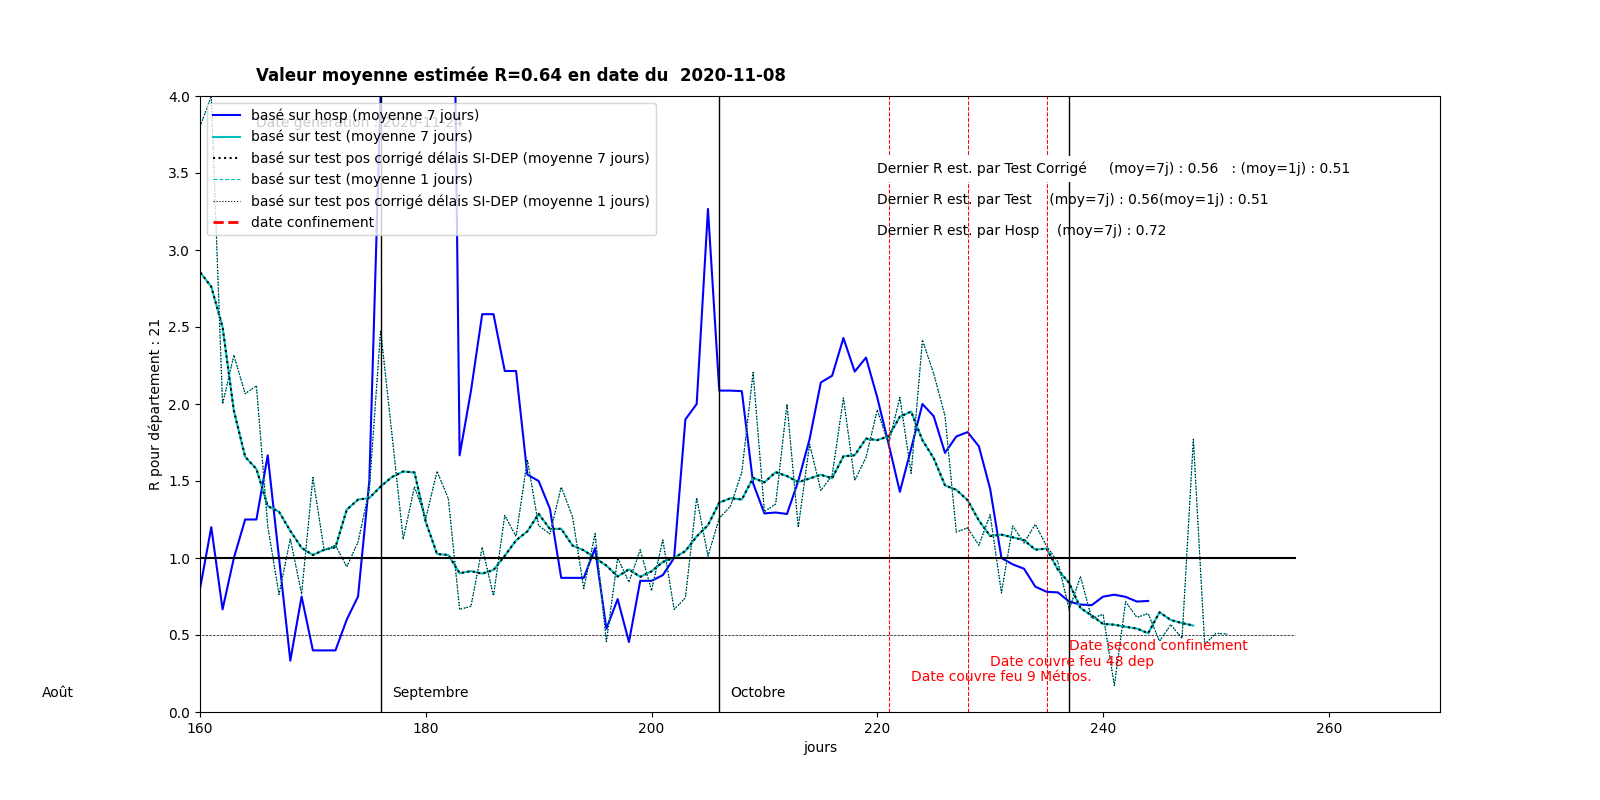 Valeur moyenne estimée R=0.64 en date du  2020-11-08
4.0
3.5
3.0
2.5
2.0
1.5
1.0
0.5
0.0
R pour département : 21
basé sur hosp (moyenne 7 jours)
Date génération : 2020-11-24
basé sur test (moyenne 7 jours)
basé sur test pos corrigé délais SI-DEP (moyenne 7 jours)
basé sur test (moyenne 1 jours)
basé sur test pos corrigé délais SI-DEP (moyenne 1 jours)
date confinement
Dernier R est. par Test Corrigé     (moy=7j) : 0.56   : (moy=1j) : 0.51
Dernier R est. par Test    (moy=7j) : 0.56(moy=1j) : 0.51
Dernier R est. par Hosp    (moy=7j) : 0.72
Date second confinement
Date couvre feu 48 dep
Date couvre feu 9 Métros.
Août
Septembre
Octobre
160 180 200 220 240 260
jours